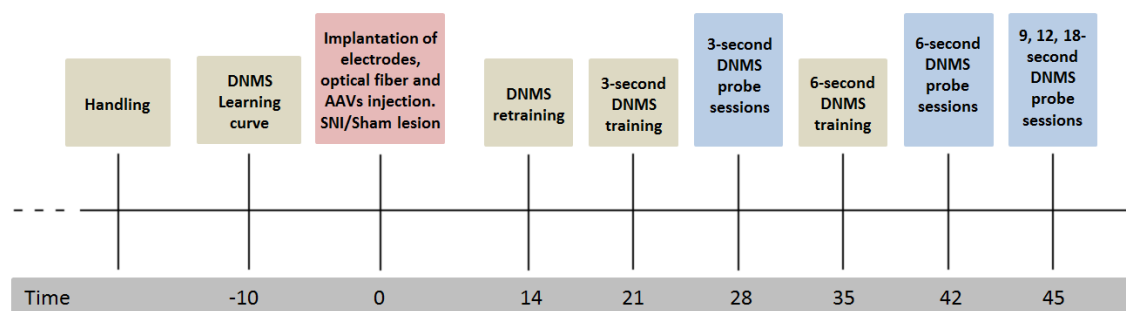 Handling
DNMS
Learning
curve
Implantation of
electrodes,
optical fiber and
AAVs injection.
SNI/Sham lesion
DNMS
retraining
3-second
DNMS
training
3-second
DNMS
probe
sessions
6-second
DNMS
training
6-second
DNMS
probe
sessions
9, 12, 18-
second
DNMS
probe
sessions
Time -10 0 14 21 28 35 42 45